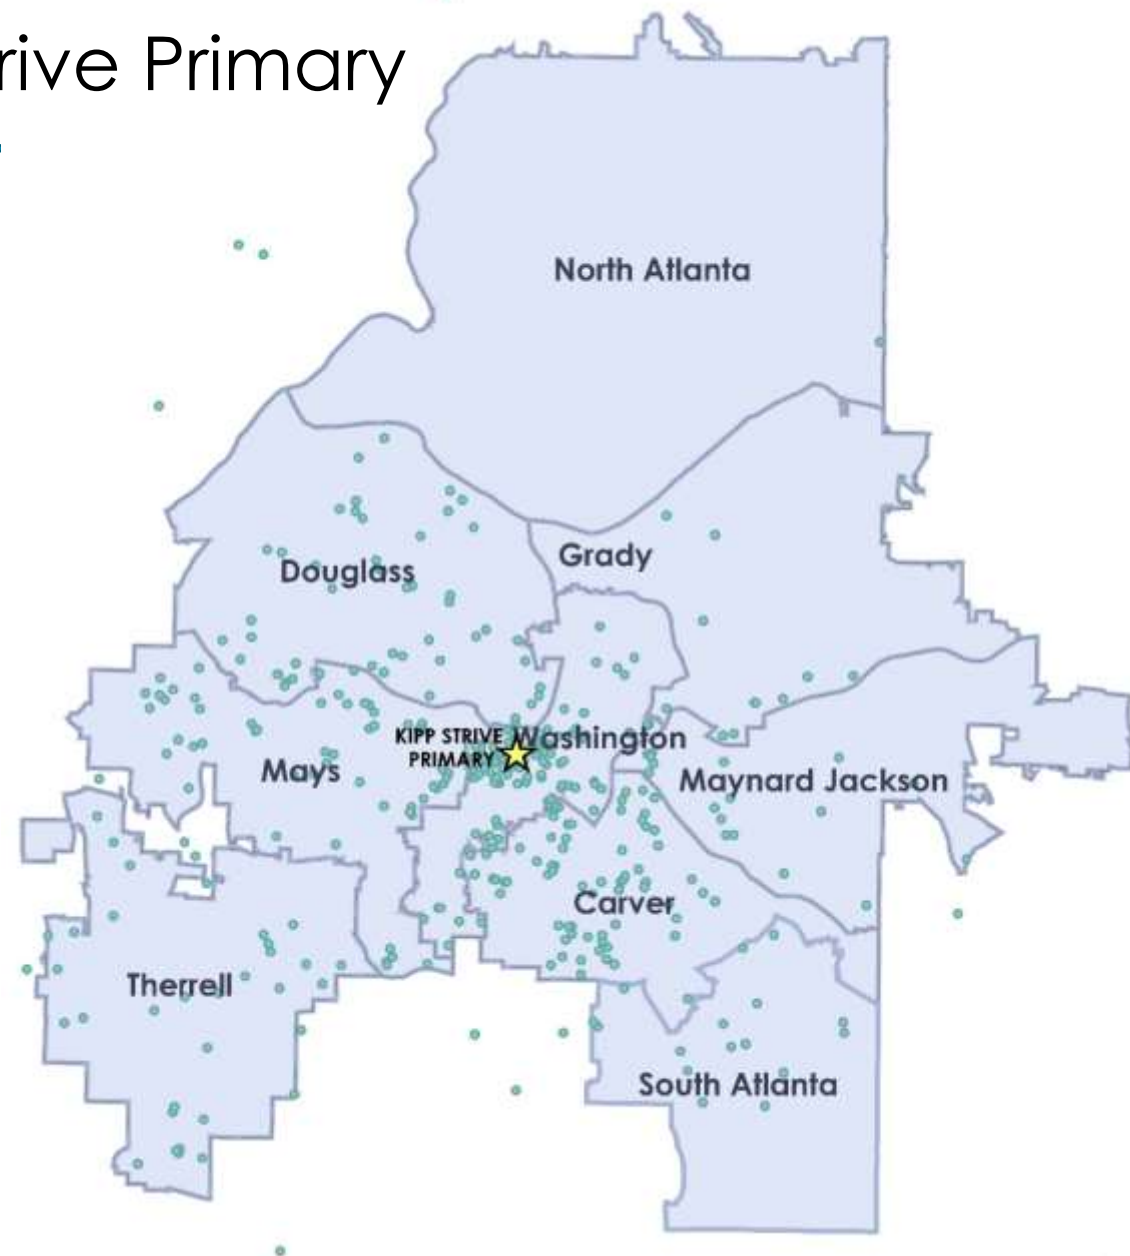 rive Primary
North Atlanta
Grady
Douglass
KIPP STRIVE
PRIMARY
Washington
Mays
Maynard Jackson
Carver
Therrell
South Atlanta